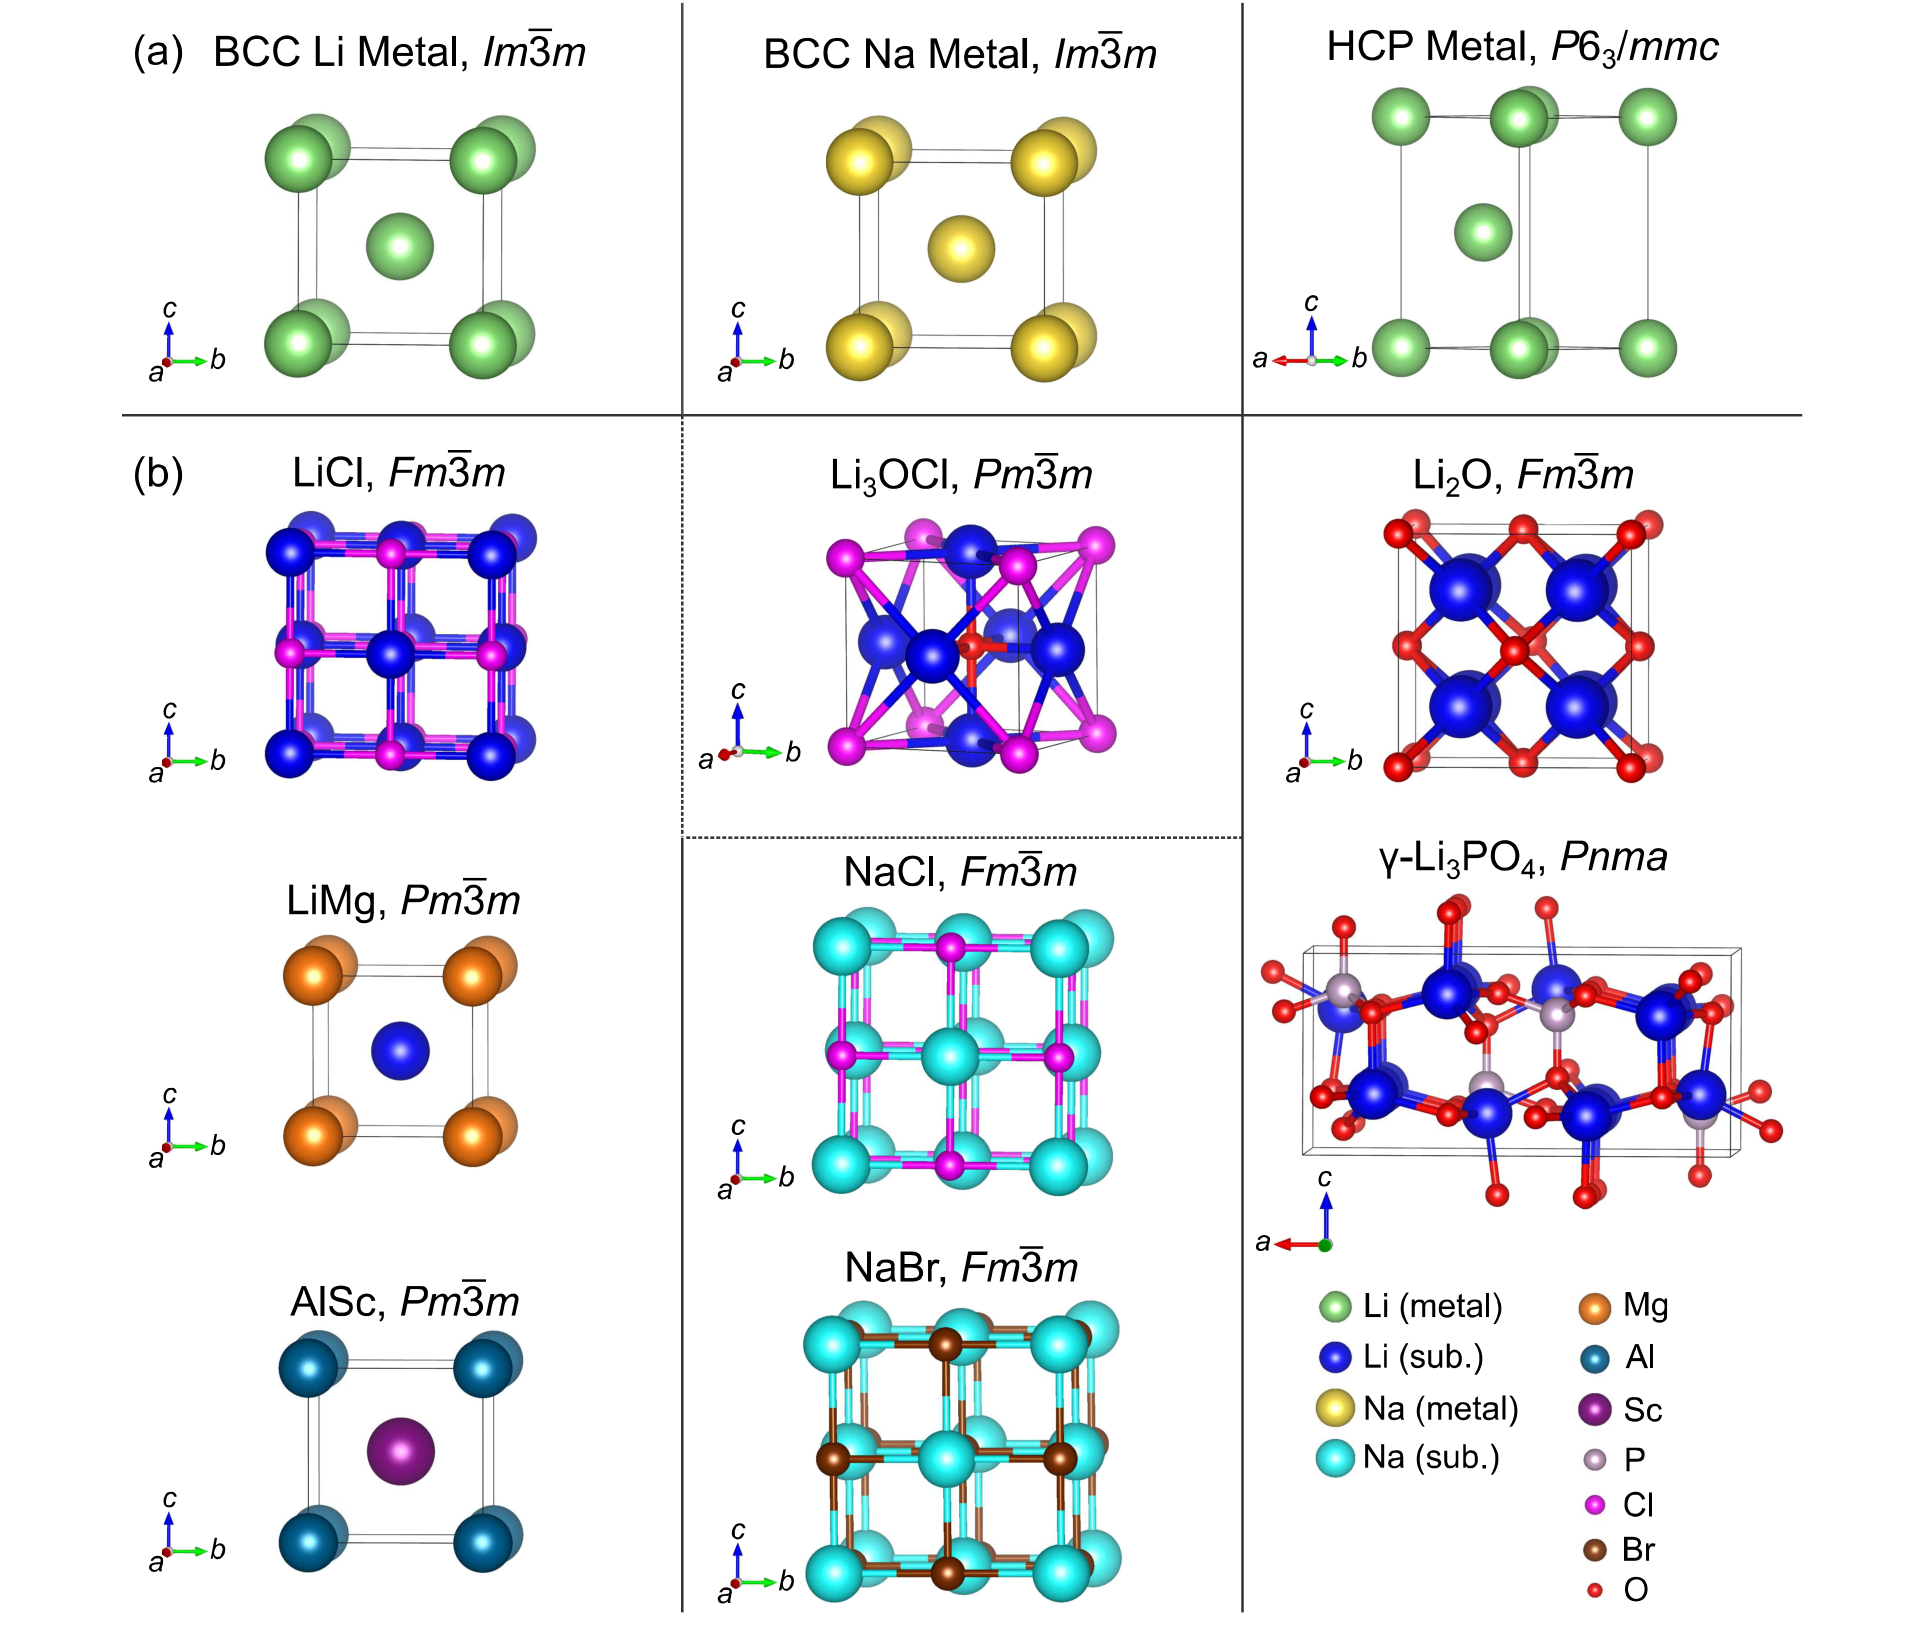 (a) BCC Li Metal, Im3̅m
BCC Na Metal, Im3̅m
HCP Metal, P6₃/mmc
c
a
b
c
a
b
c
a
b
(b)
LiCl, Fm3̅m
Li₃OCl, Pm3̅m
Li₂O, Fm3̅m
c
a
b
c
a
b
c
a
b
LiMg, Pm3̅m
NaCl, Fm3̅m
γ-Li₃PO₄, Pnma
c
a
b
c
a
b
c
a
AlSc, Pm3̅m
NaBr, Fm3̅m
c
a
b
c
a
b
Li (metal)
Li (sub.)
Na (metal)
Na (sub.)
Mg
Al
Sc
P
Cl
Br
O